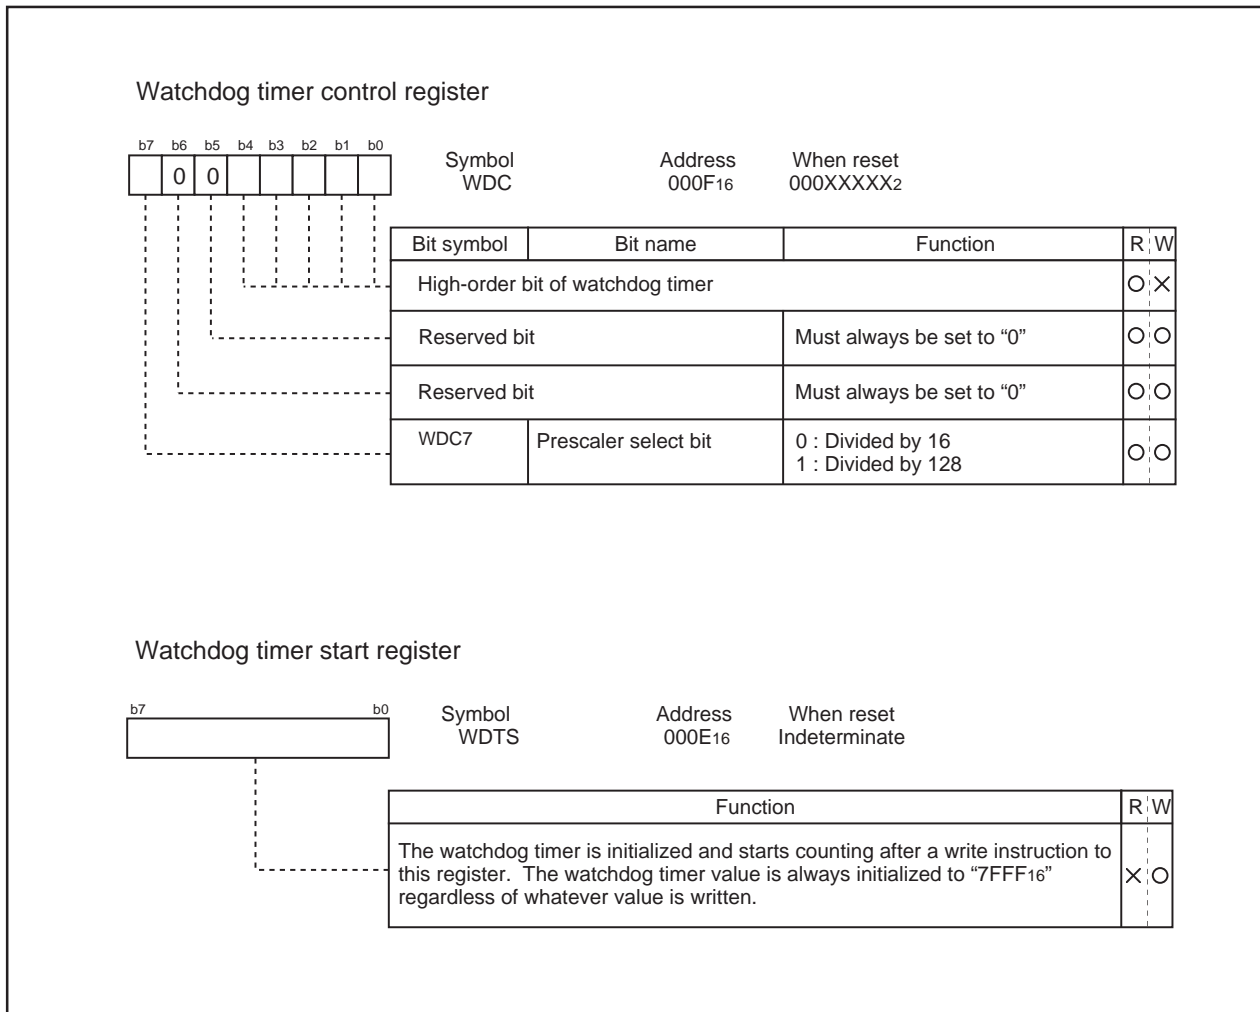 Watchdog timer control register
b7 b6 b5 b4 b3 b2 b1 b0
0 0
Symbol Address When reset
WDC 000F16 000XXXXX2
Bit symbol Bit name Function R W
High-order bit of watchdog timer
Reserved bit Must always be set to “0”
Reserved bit Must always be set to “0”
WDC7 Prescaler select bit 0 : Divided by 16
1 : Divided by 128
Watchdog timer start register
b7 b0
Symbol Address When reset
WDTS 000E16 Indeterminate
Function R W
The watchdog timer is initialized and starts counting after a write instruction to
this register. The watchdog timer value is always initialized to “7FFF16”
regardless of whatever value is written.